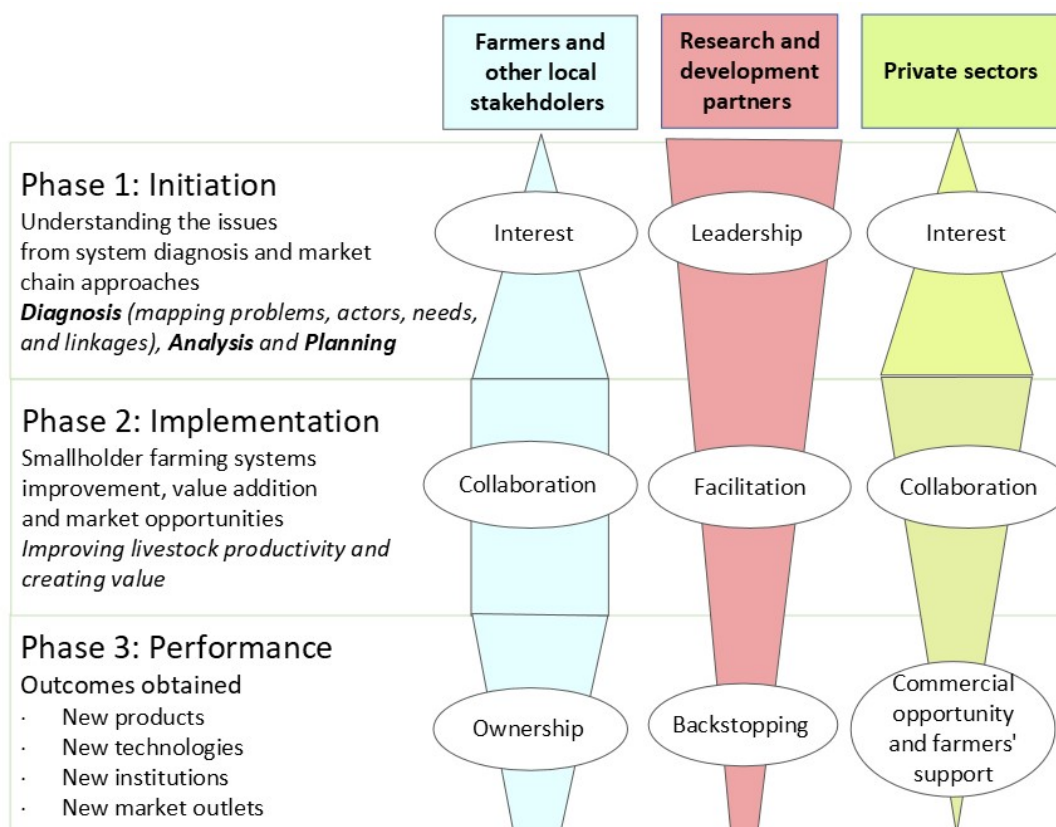 Farmers and
other local
stakehdolers
Research and
development
partners
Private sectors
Phase 1: Initiation
Understanding the issues
from system diagnosis and market
chain approaches
Diagnosis (mapping problems, actors, needs,
and linkages), Analysis and Planning
Interest
Leadership
Interest
Phase 2: Implementation
Smallholder farming systems
improvement, value addition
and market opportunities
Improving livestock productivity and
creating value
Collaboration
Facilitation
Collaboration
Phase 3: Performance
Outcomes obtained
· New products
· New technologies
· New institutions
· New market outlets
Ownership
Backstopping
Commercial
opportunity
and farmers'
support